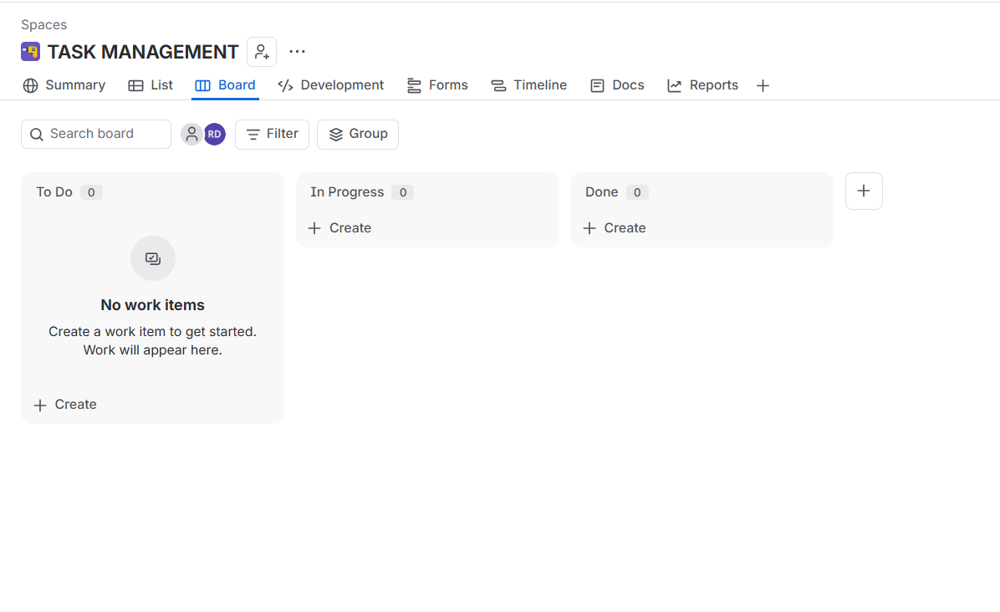 Spaces
TASK MANAGEMENT
Summary List Board Development Forms Timeline Docs Reports
Search board RD Filter Group
To Do 0 In Progress 0 Done 0
Create Create
No work items
Create a work item to get started.
Work will appear here.
Create